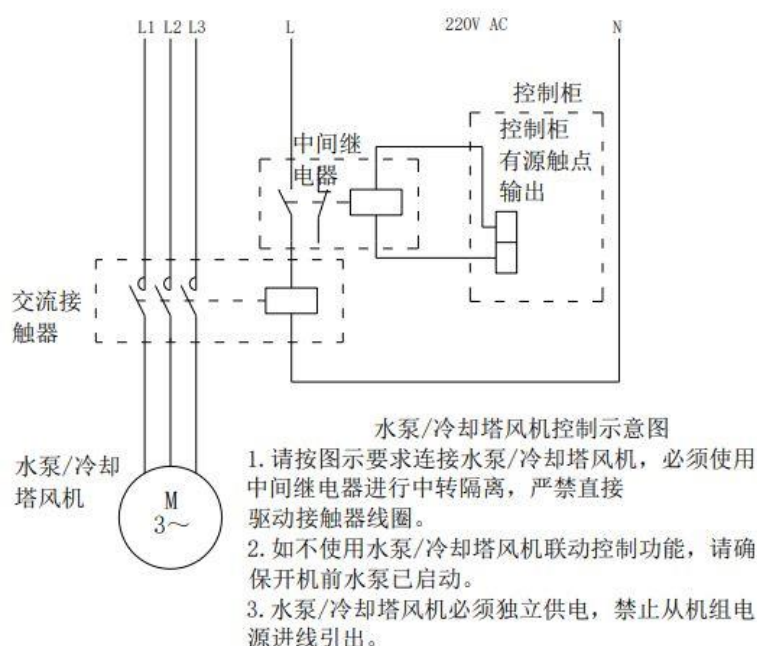 L1 L2 L3 L 220V AC N
控制柜
控制柜
有源触点
输出
中间继
电器
交流接
触器
水泵/冷却
塔风机
M
3～
水泵/冷却塔风机控制示意图
1.请按图示要求连接水泵/冷却塔风机，必须使用
中间继电器进行中转隔离，严禁直接
驱动接触器线圈。
2.如不使用水泵/冷却塔风机联动控制功能，请确
保开机前水泵已启动。
3.水泵/冷却塔风机必须独立供电，禁止从机组电
源进线引出。